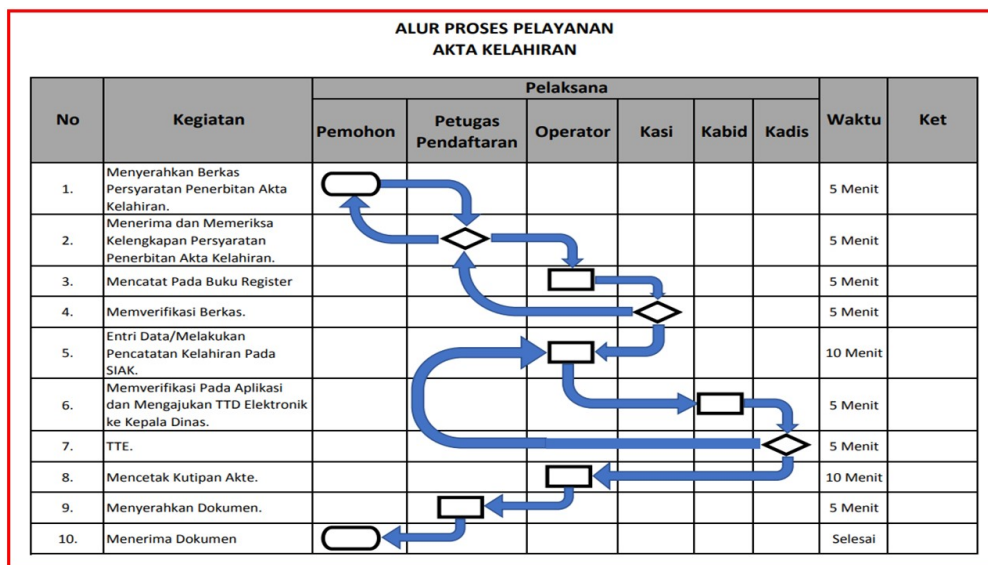 ALUR PROSES PELAYANAN
AKTA KELAHIRAN
No
Kegiatan
Pelaksana
Waktu
Ket
Pemohon
Petugas
Pendaftaran
Operator
Kasi
Kabid
Kadis
1.
Menyerahkan Berkas
Persyaratan Penerbitan Akta
Kelahiran.
5 Menit
2.
Menerima dan Memeriksa
Kelengkapan Persyaratan
Penerbitan Akta Kelahiran.
5 Menit
3.
Mencatat Pada Buku Register
5 Menit
4.
Memverifikasi Berkas.
5 Menit
5.
Entri Data/Melakukan
Pencatatan Kelahiran Pada
SIAK.
10 Menit
6.
Memverifikasi Pada Aplikasi
dan Mengajukan TTD Elektronik
ke Kepala Dinas.
5 Menit
7.
TTE.
5 Menit
8.
Mencetak Kutipan Akte.
10 Menit
9.
Menyerahkan Dokumen.
5 Menit
10.
Menerima Dokumen
Selesai